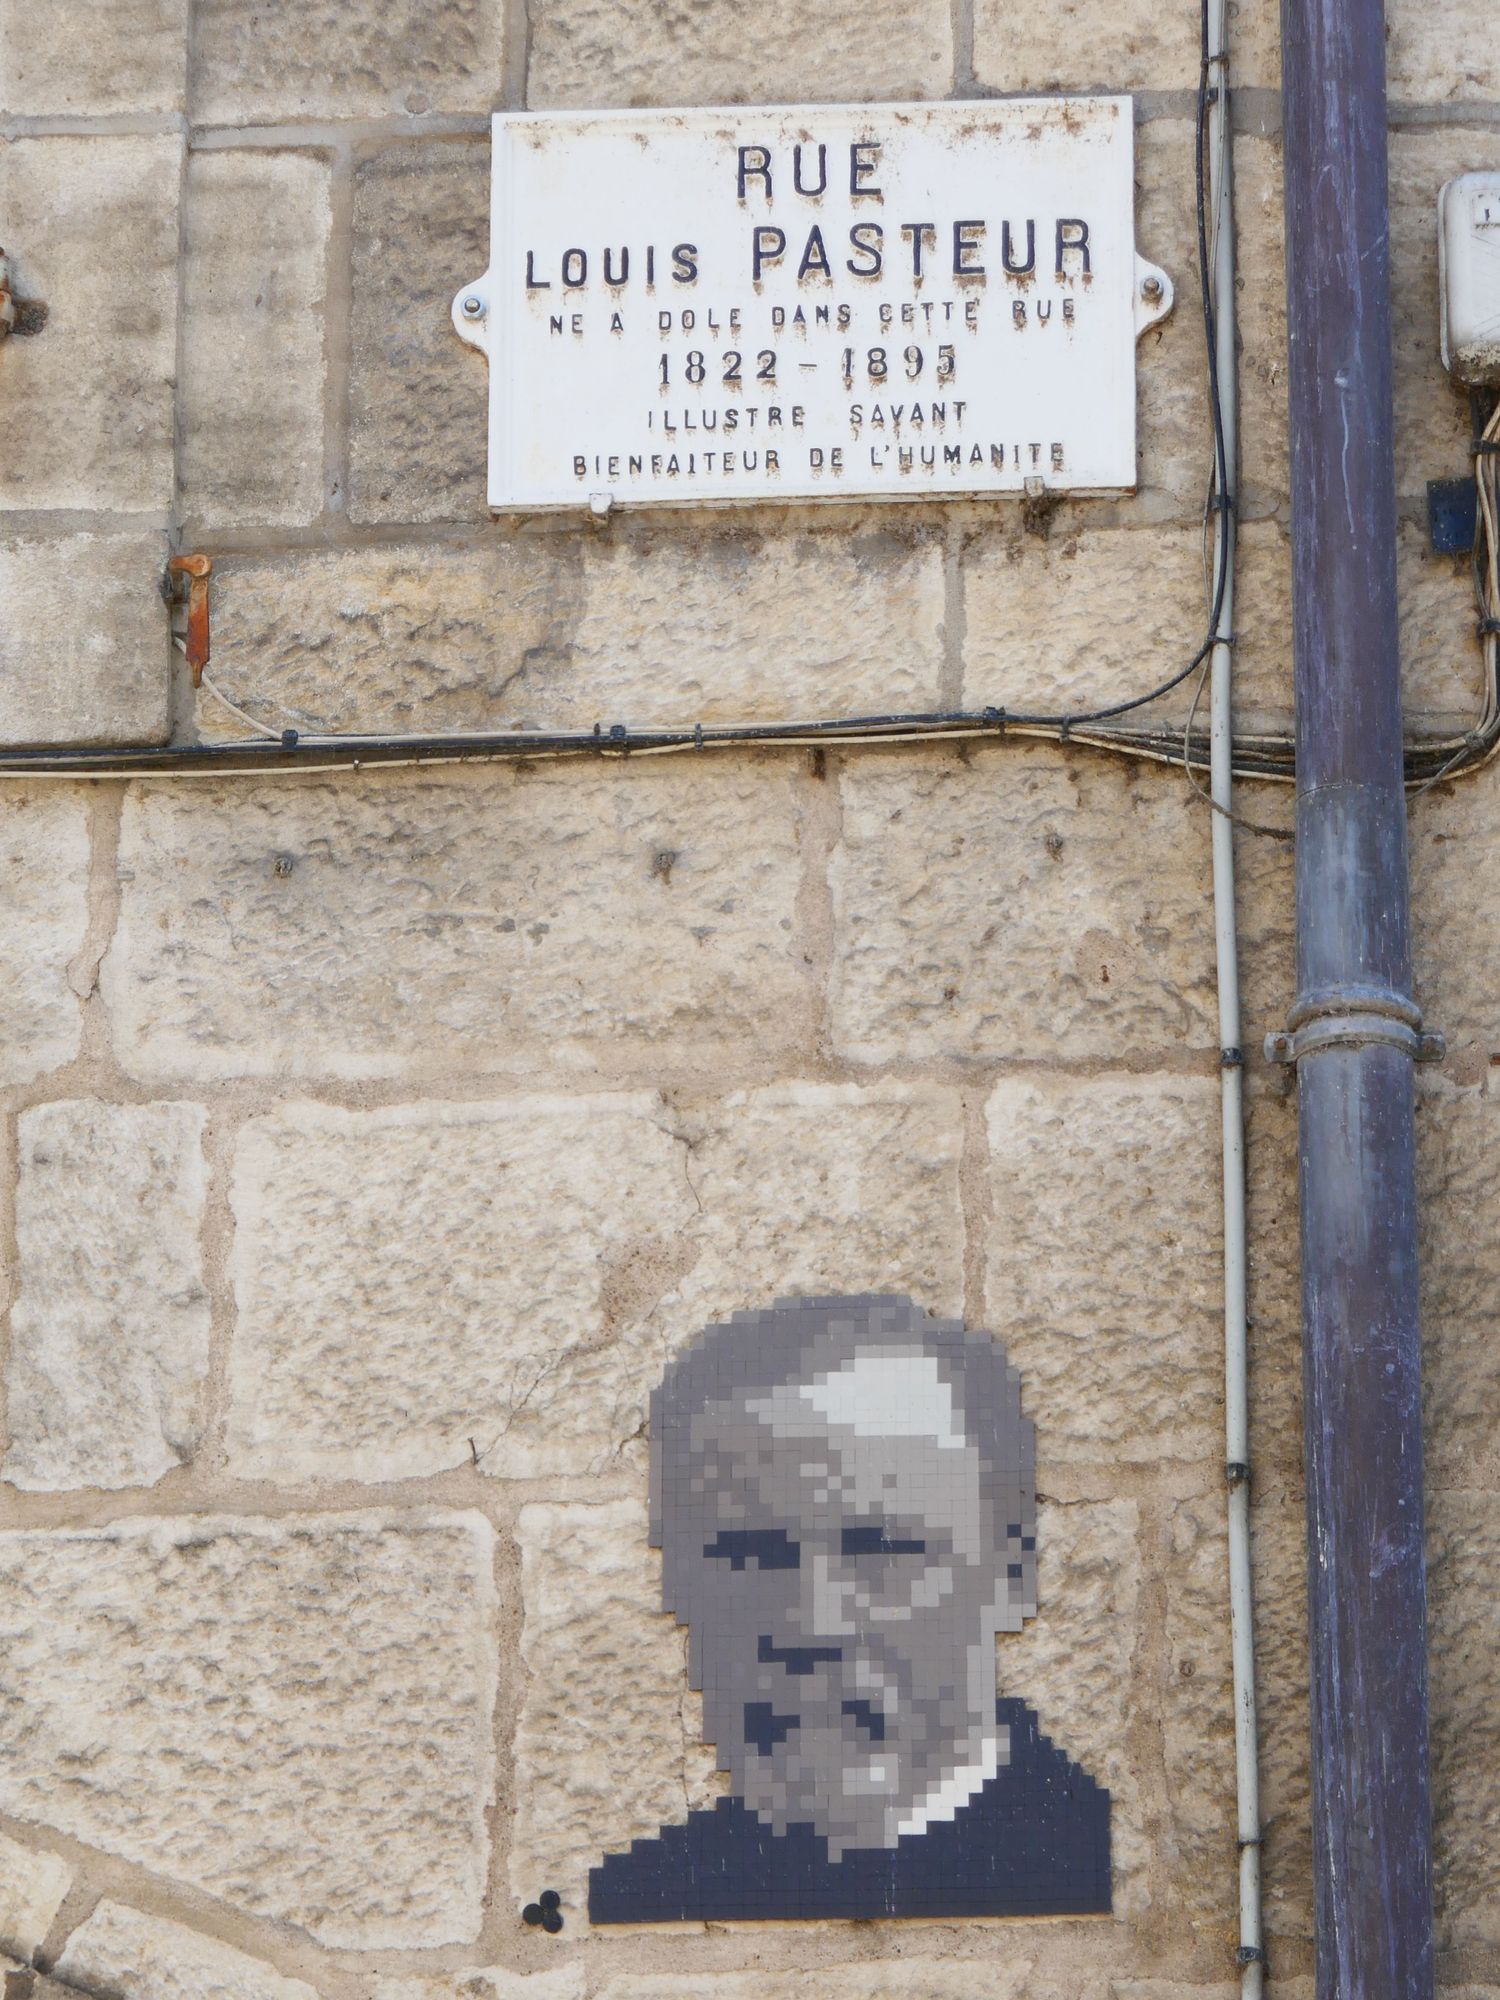 RUE
LOUIS PASTEUR
NE A DOLE DANS CETTE RUE
1822 - 1895
ILLUSTRE SAVANT
BIENFAITEUR DE L'HUMANITE